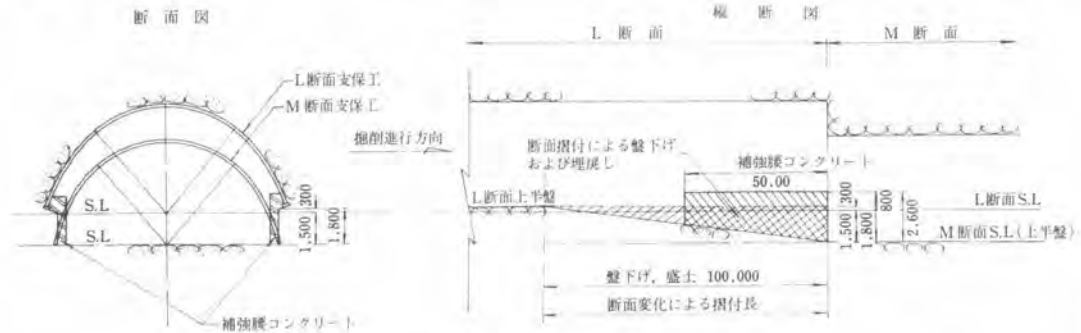 断面図
L断面支保工
M断面支保工
S.L
S.L
300
1,500
1,800
補強腰コンクリート
縦断図
L断面
M断面
掘削進行方向
断面摺付による盤下げ
および埋戻し
補強腰コンクリート
50.00
L断面上半盤
300
800
1,500
1,800
2,600
L断面S.L
M断面S.L(上半盤)
盤下げ,盛土 100,000
断面変化による摺付長